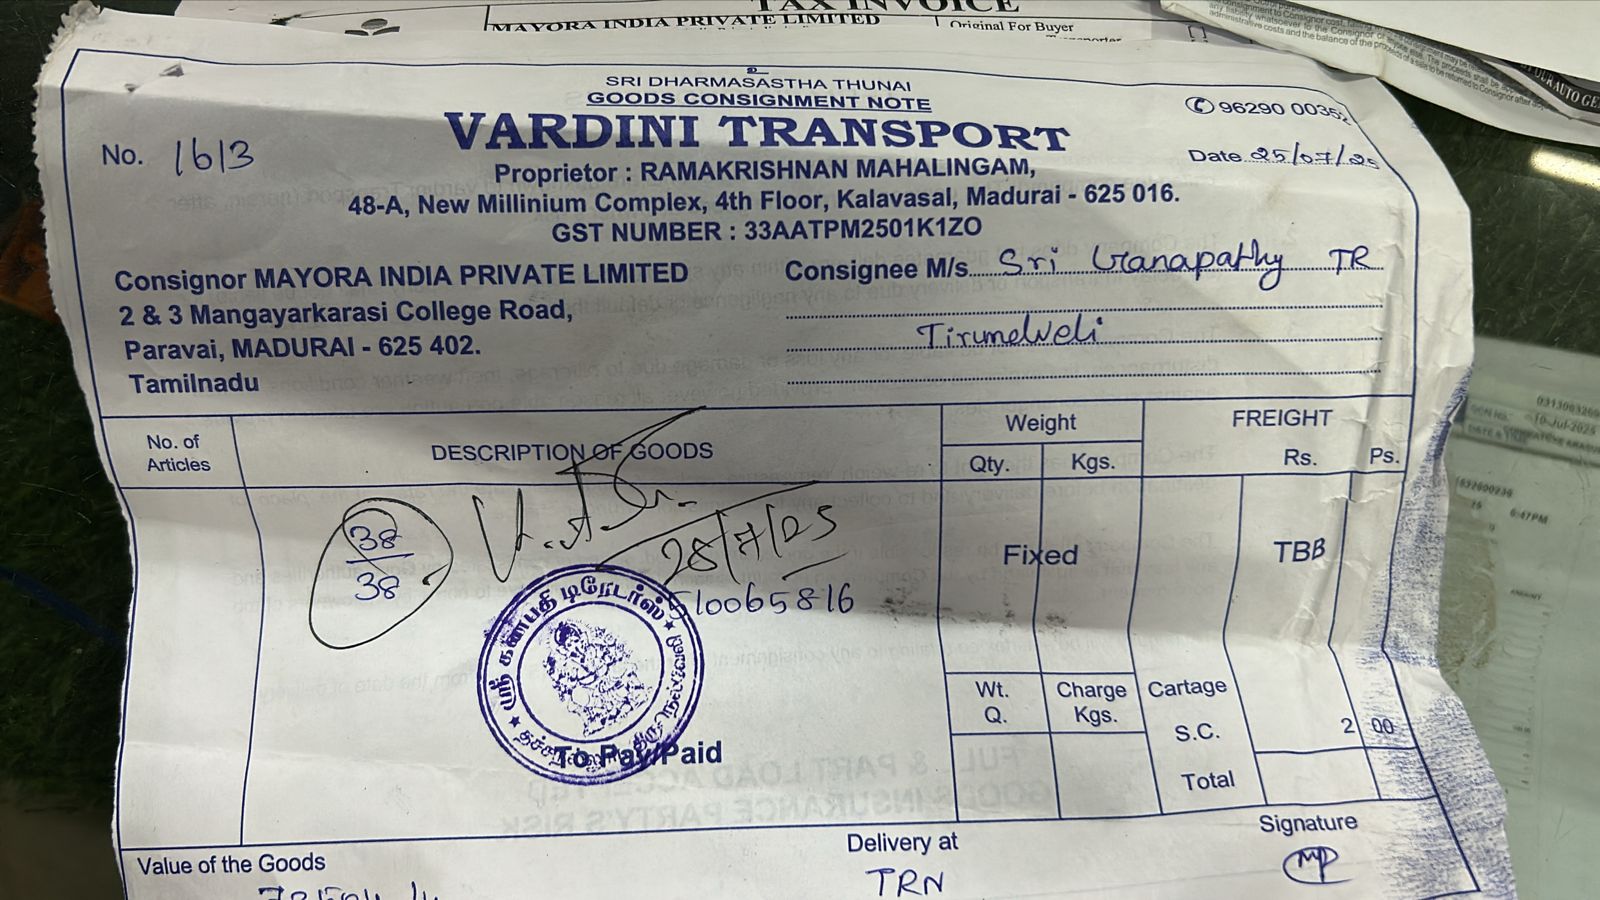 TAX INVOICE
MAYORA INDIA PRIVATE LIMITED
Original For Buyer
உ
SRI DHARMASASTHA THUNAI
GOODS CONSIGNMENT NOTE
✆ 96290 00352
VARDINI TRANSPORT
No. 1613
Date 25/07/25
Proprietor : RAMAKRISHNAN MAHALINGAM,
48-A, New Millinium Complex, 4th Floor, Kalavasal, Madurai - 625 016.
GST NUMBER : 33AATPM2501K1ZO
Consignor MAYORA INDIA PRIVATE LIMITED
2 & 3 Mangayarkarasi College Road,
Paravai, MADURAI - 625 402.
Tamilnadu
Consignee M/s. Sri Ganapathy TR
Tirunelveli
No. of Articles
DESCRIPTION OF GOODS
Weight
Qty. Kgs.
FREIGHT
Rs. Ps.
38/38
28/7/25
510065816
Fixed
TBB
ஸ்ரீ கணபதி டிரேடர்ஸ்
To Pay/Paid
Wt. Q.
Charge Kgs.
Cartage
S.C. 2 00
Total
Value of the Goods
Delivery at
TRN
Signature
MP